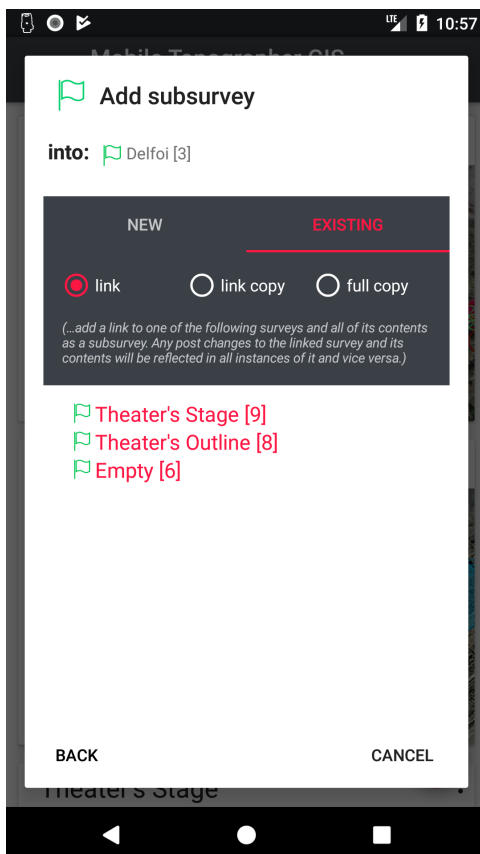 LTE 10:57
Mobile Topographer GIS
Add subsurvey
into: Delfoi [3]
NEW EXISTING
link link copy full copy
(...add a link to one of the following surveys and all of its contents
as a subsurvey. Any post changes to the linked survey and its
contents will be reflected in all instances of it and vice versa.)
Theater's Stage [9]
Theater's Outline [8]
Empty [6]
BACK CANCEL
Theater's Stage